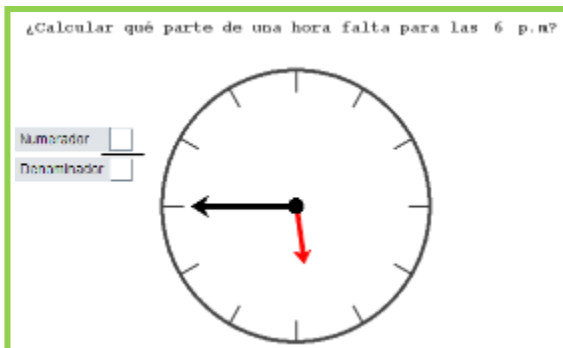 ¿Calcular qué parte de una hora falta para las 6 p.m?
Numerador
Denominador